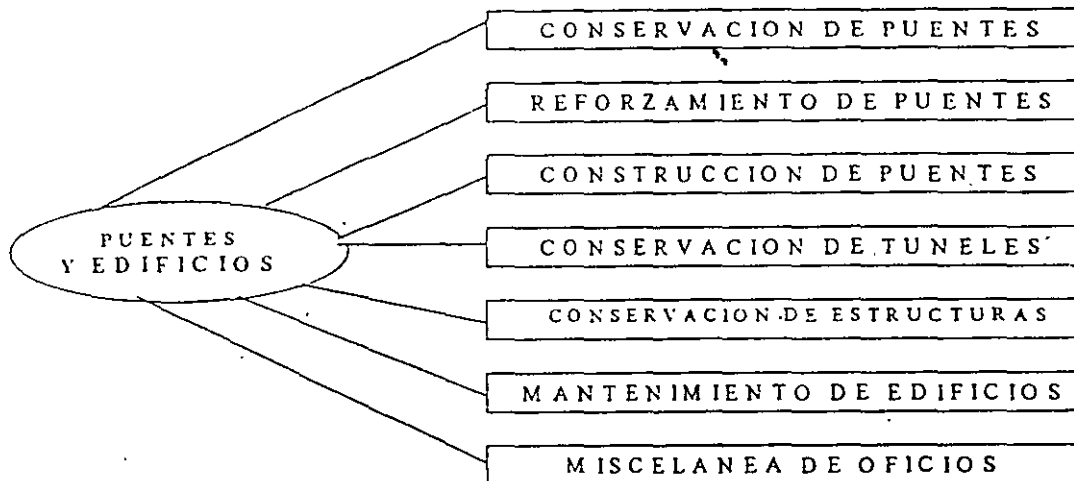 CONSERVACION DE PUENTES
REFORZAMIENTO DE PUENTES
CONSTRUCCION DE PUENTES
PUENTES
Y EDIFICIOS
CONSERVACION DE TUNELES
CONSERVACION DE ESTRUCTURAS
MANTENIMIENTO DE EDIFICIOS
MISCELANEA DE OFICIOS